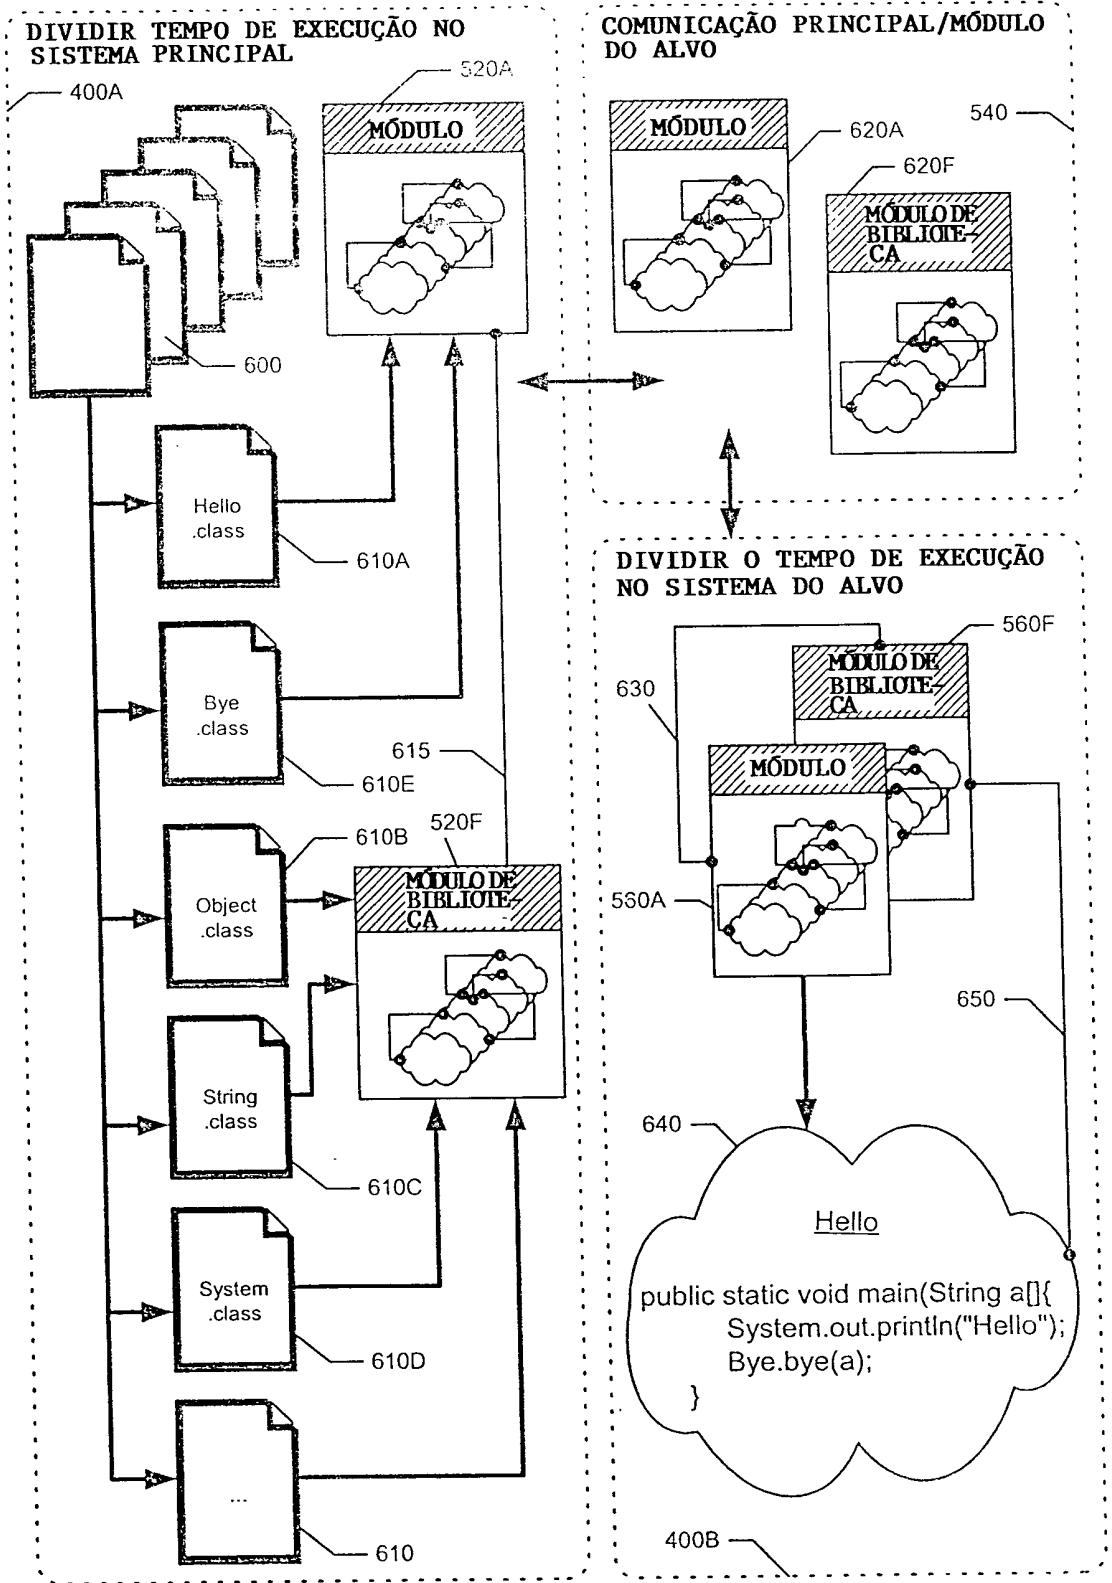 DIVIDIR TEMPO DE EXECUÇÃO NO
SISTEMA PRINCIPAL
400A
520A
MÓDULO
600
Hello
.class
610A
Bye
.class
610E
615
520F
610B
Object
.class
MÓDULO DE
BIBLIOTE-
CA
String
.class
610C
System
.class
610D
...
610
COMUNICAÇÃO PRINCIPAL/MÓDULO
DO ALVO
540
MÓDULO
620A
620F
MÓDULO DE
BIBLIOTE-
CA
DIVIDIR O TEMPO DE EXECUÇÃO
NO SISTEMA DO ALVO
560F
MÓDULO DE
BIBLIOTE-
CA
630
MÓDULO
560A
650
640
Hello
public static void main(String a[]{
System.out.println("Hello");
Bye.bye(a);
}
400B